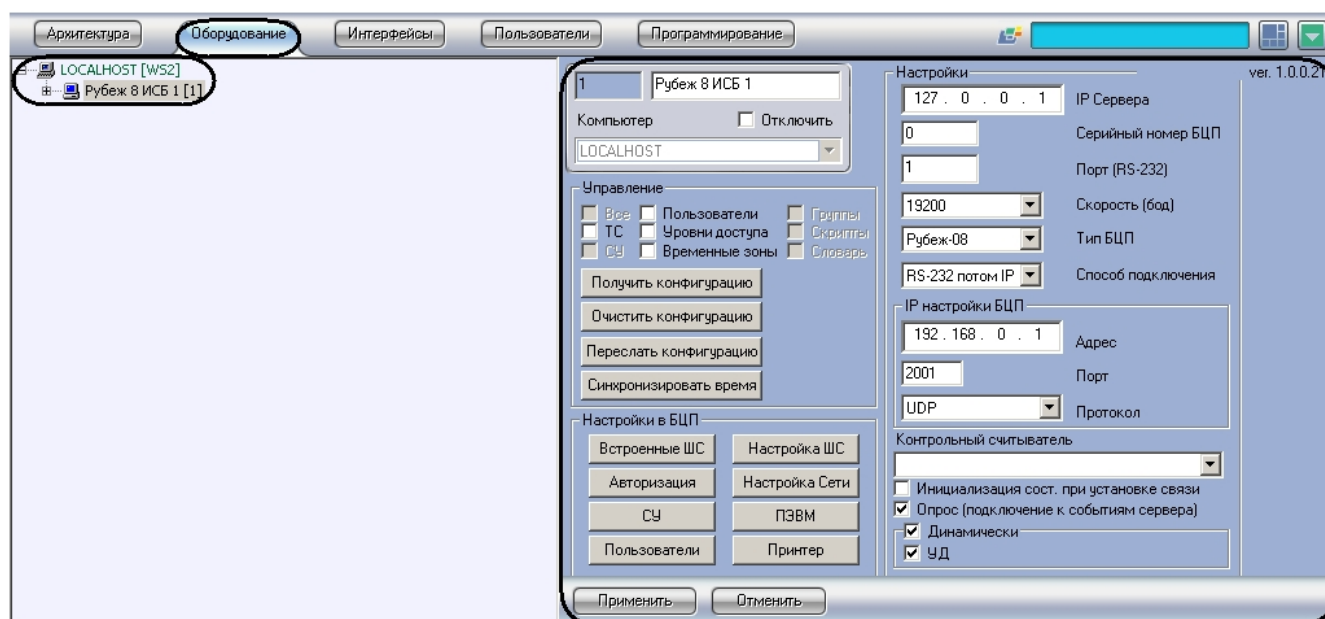 Архитектура Оборудование Интерфейсы Пользователи Программирование
LOCALHOST [WS2]
Рубеж 8 ИСБ 1 [1]
1 Рубеж 8 ИСБ 1
Компьютер Отключить
LOCALHOST
Управление
Все Пользователи Группы
ТС Уровни доступа Скрипты
СУ Временные зоны Словарь
Получить конфигурацию
Очистить конфигурацию
Переслать конфигурацию
Синхронизировать время
Настройки в БЦП
Встроенные ШС Настройка ШС
Авторизация Настройка Сети
СУ ПЭВМ
Пользователи Принтер
Настройки
127 . 0 . 0 . 1 IP Сервера
0 Серийный номер БЦП
1 Порт (RS-232)
19200 Скорость (бод)
Рубеж-08 Тип БЦП
RS-232 потом IP Способ подключения
IP настройки БЦП
192 . 168 . 0 . 1 Адрес
2001 Порт
UDP Протокол
Контрольный считыватель
Инициализация сост. при установке связи
Опрос (подключение к событиям сервера)
Динамически
УД
ver. 1.0.0.21
Применить Отменить